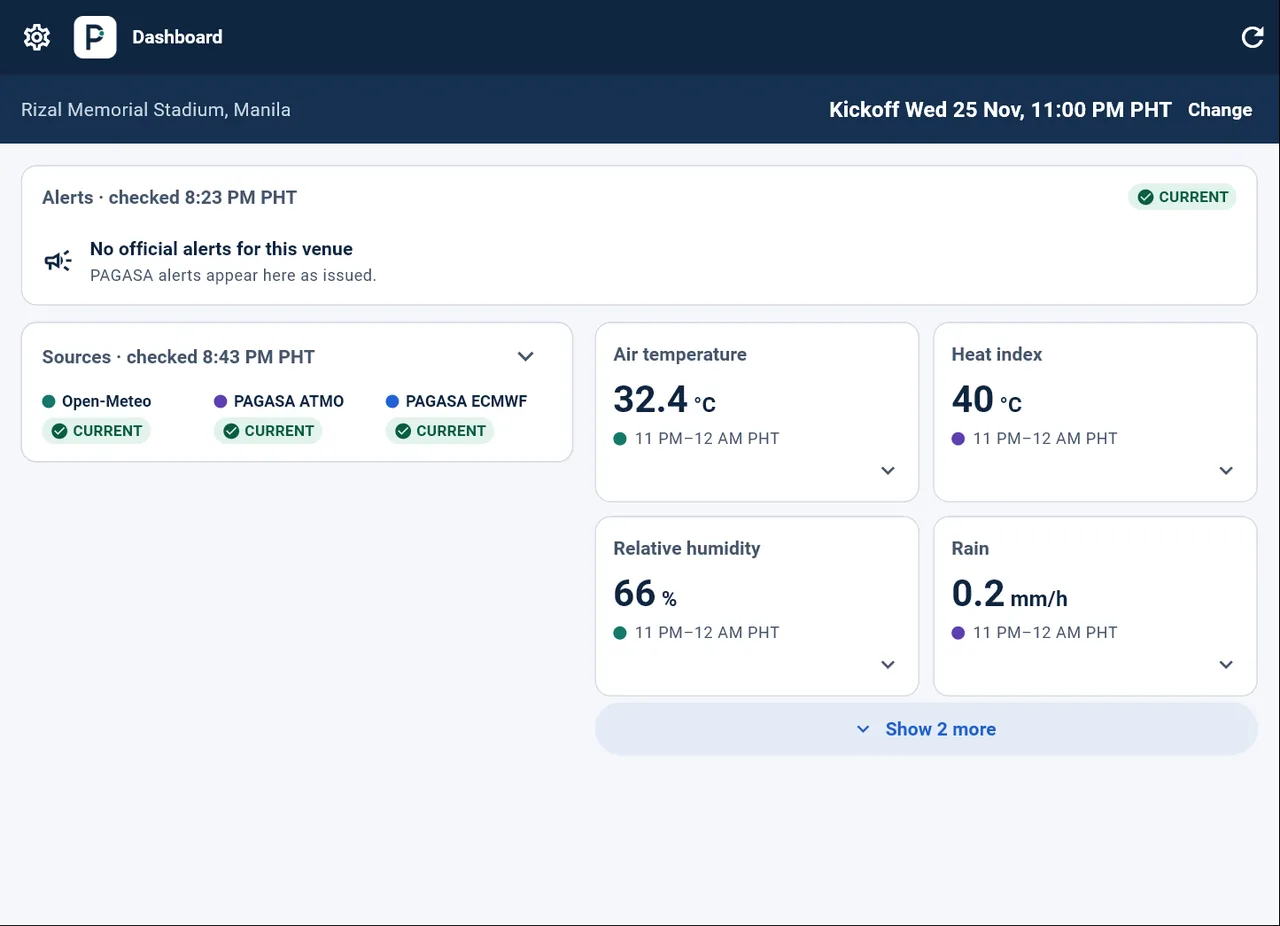 P
Dashboard
Rizal Memorial Stadium, Manila
Kickoff Wed 25 Nov, 11:00 PM PHT
Change
Alerts · checked 8:23 PM PHT
CURRENT
No official alerts for this venue
PAGASA alerts appear here as issued.
Sources · checked 8:43 PM PHT
Open-Meteo
CURRENT
PAGASA ATMO
CURRENT
PAGASA ECMWF
CURRENT
Air temperature
32.4 °C
11 PM–12 AM PHT
Heat index
40 °C
11 PM–12 AM PHT
Relative humidity
66 %
11 PM–12 AM PHT
Rain
0.2 mm/h
11 PM–12 AM PHT
Show 2 more